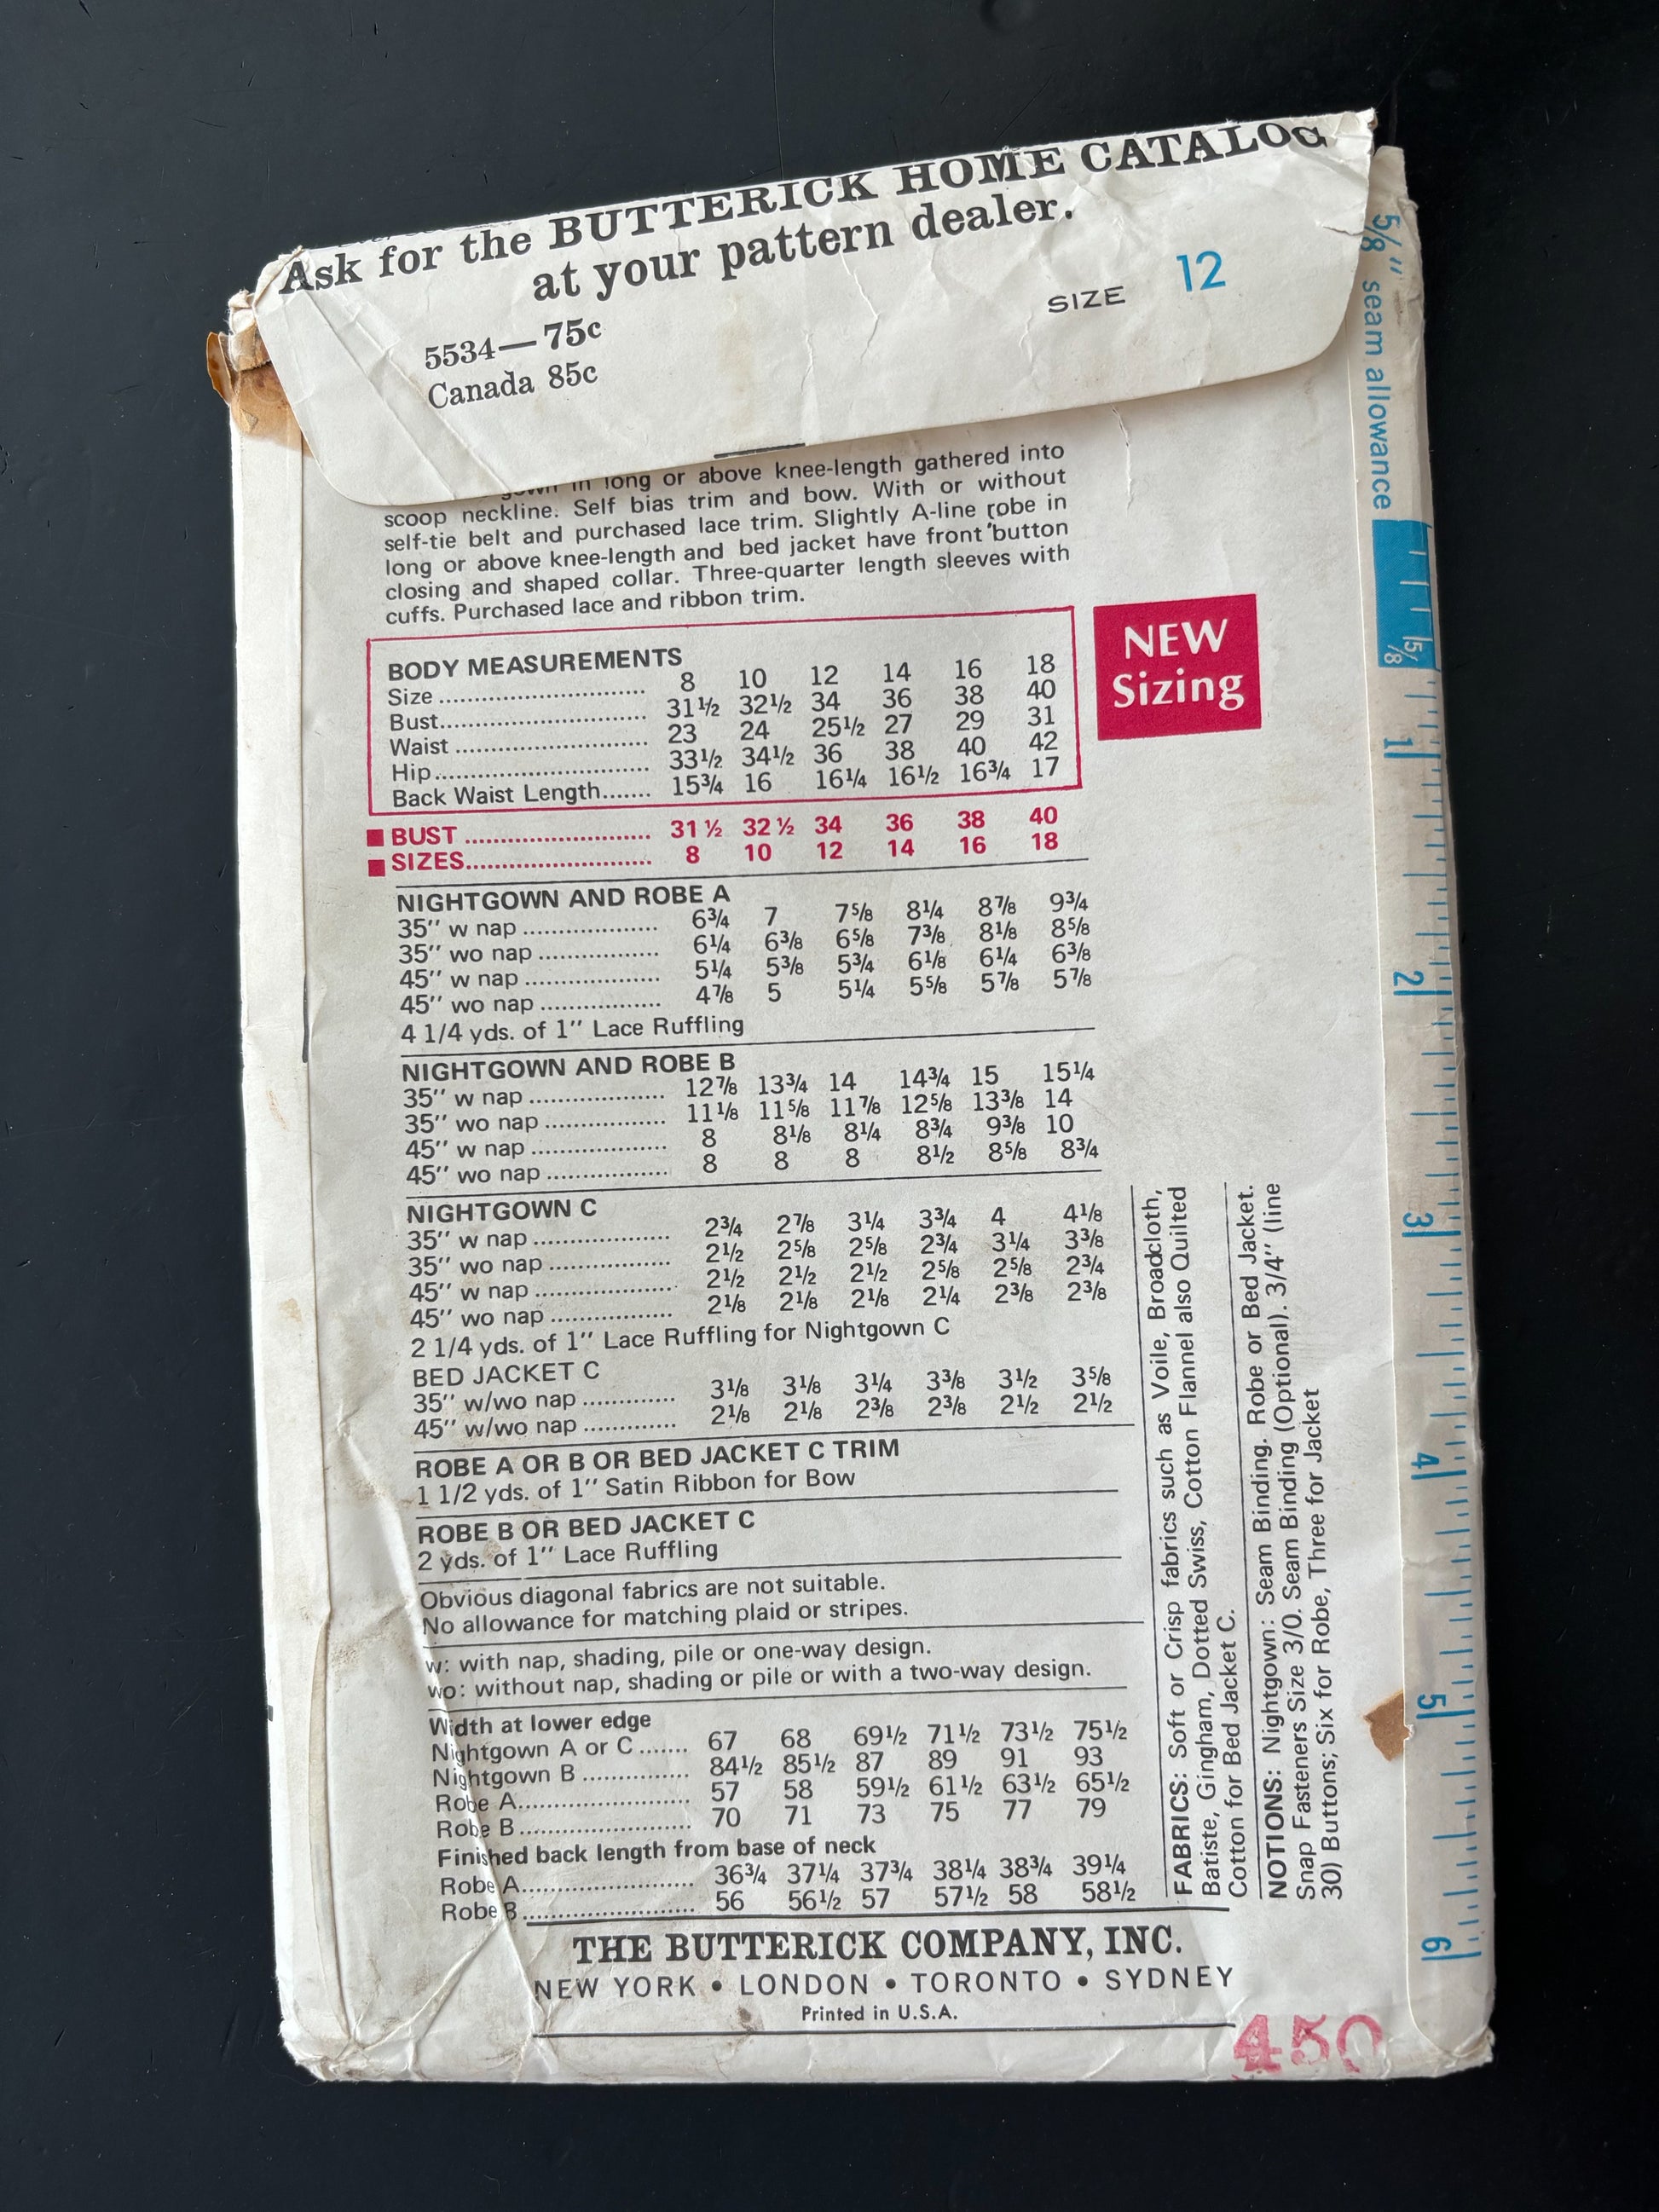 Ask for the BUTTERICK HOME CATALOG
at your pattern dealer.
SIZE 12
5534—75c
Canada 85c
in long or above knee-length gathered into
scoop neckline. Self bias trim and bow. With or without
self-tie belt and purchased lace trim. Slightly A-line robe in
long or above knee-length and bed jacket have front button
closing and shaped collar. Three-quarter length sleeves with
cuffs. Purchased lace and ribbon trim.
NEW
Sizing
BODY MEASUREMENTS
Size ............................ 8 10 12 14 16 18
Bust............................ 31½ 32½ 34 36 38 40
Waist .......................... 23 24 25½ 27 29 31
Hip.............................. 33½ 34½ 36 38 40 42
Back Waist Length....... 15¾ 16 16¼ 16½ 16¾ 17
■ BUST ......................... 31 ½ 32 ½ 34 36 38 40
■ SIZES......................... 8 10 12 14 16 18
NIGHTGOWN AND ROBE A
35" w nap .................... 6¾ 7 7⅝ 8¼ 8⅞ 9¾
35" wo nap .................. 6¼ 6⅜ 6⅝ 7⅜ 8⅛ 8⅝
45" w nap .................... 5¼ 5⅜ 5¾ 6⅛ 6¼ 6⅜
45" wo nap .................. 4⅞ 5 5¼ 5⅝ 5⅞ 5⅞
4 1/4 yds. of 1" Lace Ruffling
NIGHTGOWN AND ROBE B
35" w nap .................... 12⅞ 13¾ 14 14¾ 15 15¼
35" wo nap .................. 11⅛ 11⅝ 11⅞ 12⅝ 13⅜ 14
45" w nap .................... 8 8⅛ 8¼ 8¾ 9⅜ 10
45" wo nap .................. 8 8 8 8½ 8⅝ 8¾
NIGHTGOWN C
35" w nap .................... 2¾ 2⅞ 3¼ 3¾ 4 4⅛
35" wo nap .................. 2½ 2⅝ 2⅝ 2¾ 3¼ 3⅜
45" w nap .................... 2½ 2½ 2½ 2⅝ 2⅝ 2¾
45" wo nap .................. 2⅛ 2⅛ 2⅛ 2¼ 2⅜ 2⅜
2 1/4 yds. of 1" Lace Ruffling for Nightgown C
BED JACKET C
35" w/wo nap .............. 3⅛ 3⅛ 3¼ 3⅜ 3½ 3⅝
45" w/wo nap .............. 2⅛ 2⅛ 2⅜ 2⅜ 2½ 2½
ROBE A OR B OR BED JACKET C TRIM
1 1/2 yds. of 1" Satin Ribbon for Bow
ROBE B OR BED JACKET C
2 yds. of 1" Lace Ruffling
Obvious diagonal fabrics are not suitable.
No allowance for matching plaid or stripes.
w: with nap, shading, pile or one-way design.
wo: without nap, shading or pile or with a two-way design.
Width at lower edge
Nightgown A or C ....... 67 68 69½ 71½ 73½ 75½
Nightgown B ............... 84½ 85½ 87 89 91 93
Robe A......................... 57 58 59½ 61½ 63½ 65½
Robe B......................... 70 71 73 75 77 79
Finished back length from base of neck
Robe A......................... 36¾ 37¼ 37¾ 38¼ 38¾ 39¼
Robe B......................... 56 56½ 57 57½ 58 58½
THE BUTTERICK COMPANY, INC.
NEW YORK • LONDON • TORONTO • SYDNEY
Printed in U.S.A.
450
FABRICS: Soft or Crisp fabrics such as Voile, Broadcloth,
Batiste, Gingham, Dotted Swiss, Cotton Flannel also Quilted
Cotton for Bed Jacket C.
NOTIONS: Nightgown: Seam Binding. Robe or Bed Jacket.
Snap Fasteners Size 3/0. Seam Binding (Optional). 3/4" (line
30) Buttons; Six for Robe, Three for Jacket
5/8" seam allowance
5/8
1
2
3
4
5
6